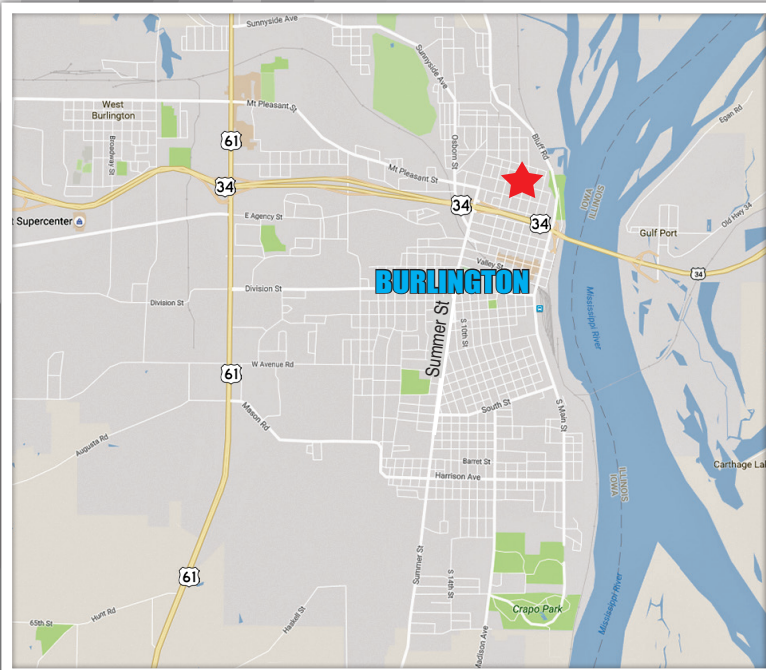 Sunnyside Ave
Sunnyside Ave
West
Burlington
Mt Pleasant St
Egan Rd
61
Broadway St
Osborn St
Bluff Rd
Mt Pleasant St
34
34
IOWA
ILLINOIS
t Supercenter
E Agency St
34
Old Hwy 34
Gulf Port
Valley St
34
BURLINGTON
Division St
Division St
Mississippi River
Summer St
S 10th St
W Avenue Rd
61
Mason Rd
South St
S Main St
Augusta Rd
Barret St
Harrison Ave
Carthage Lak
ILLINOIS
IOWA
61
Summer St
S 14th St
Mississippi River
Hunt Rd
Haskell St
Crapo Park
65th St
Madison Ave